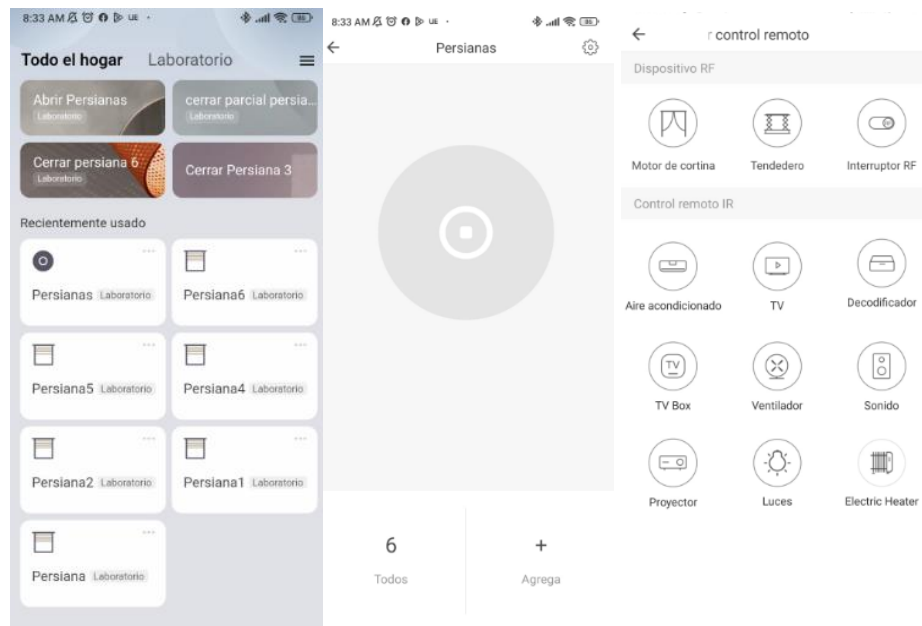 8:33 AM
86
Todo el hogar Laboratorio
Abrir Persianas
Laboratorio
cerrar parcial persia...
Laboratorio
Cerrar persiana 6
Laboratorio
Cerrar Persiana 3
Recientemente usado
Persianas Laboratorio
Persiana6 Laboratorio
Persiana5 Laboratorio
Persiana4 Laboratorio
Persiana2 Laboratorio
Persiana1 Laboratorio
Persiana Laboratorio
8:33 AM
86
Persianas
6
Todos
+
Agrega
r control remoto
Dispositivo RF
Motor de cortina
Tendedero
Interruptor RF
Control remoto IR
Aire acondicionado
TV
Decodificador
TV
TV Box
Ventilador
Sonido
Proyector
Luces
Electric Heater